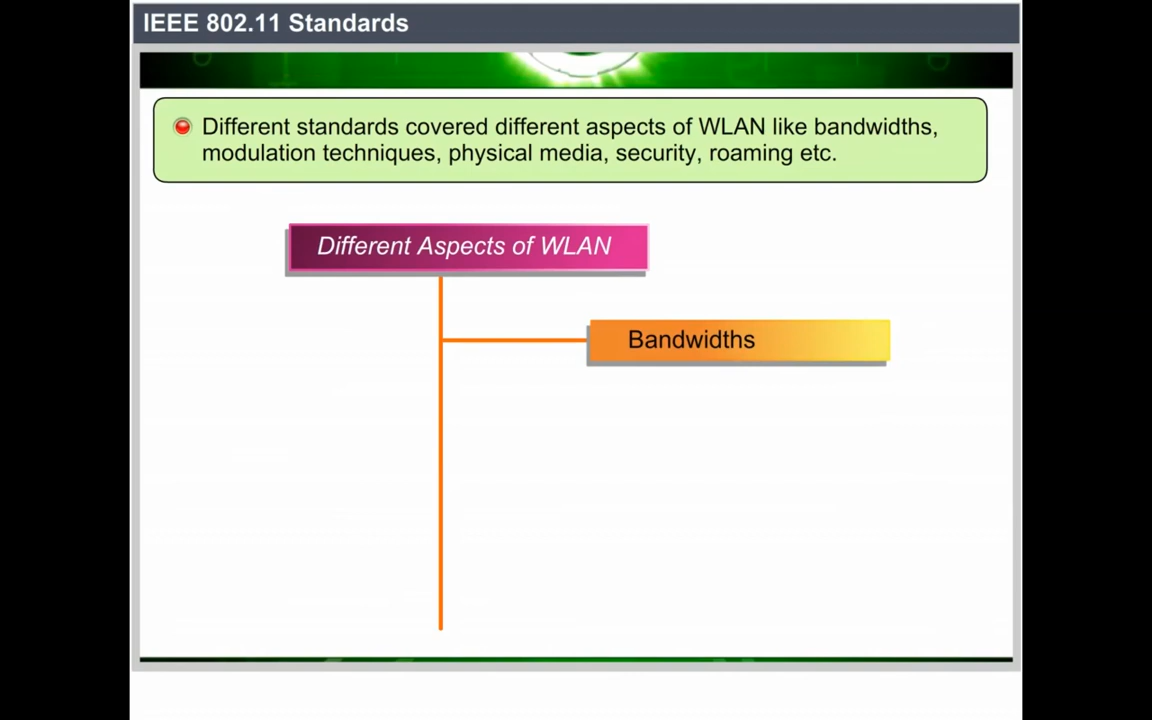 IEEE 802.11 Standards
Different standards covered different aspects of WLAN like bandwidths,
modulation techniques, physical media, security, roaming etc.
Different Aspects of WLAN
Bandwidths